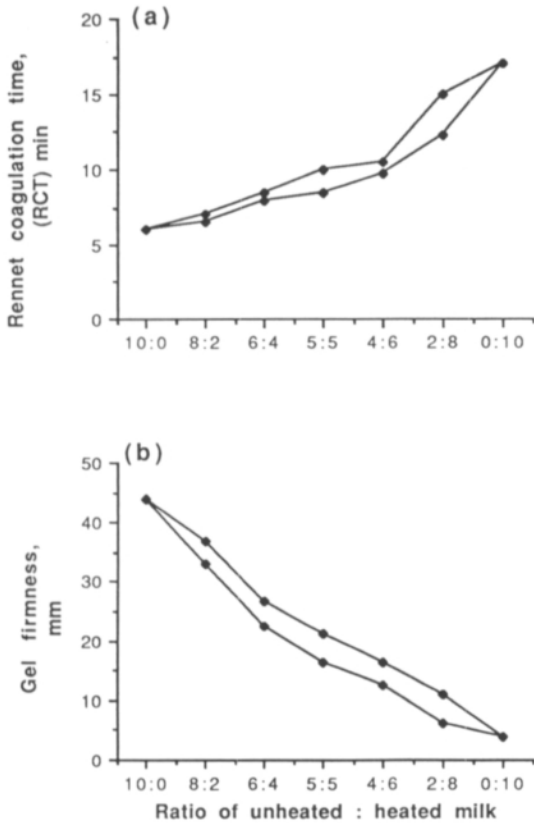 (a)
Rennet coagulation time,
(RCT) min
20
15
10
5
0
10:0 8:2 6:4 5:5 4:6 2:8 0:10
(b)
Gel firmness,
mm
50
40
30
20
10
0
10:0 8:2 6:4 5:5 4:6 2:8 0:10
Ratio of unheated : heated milk